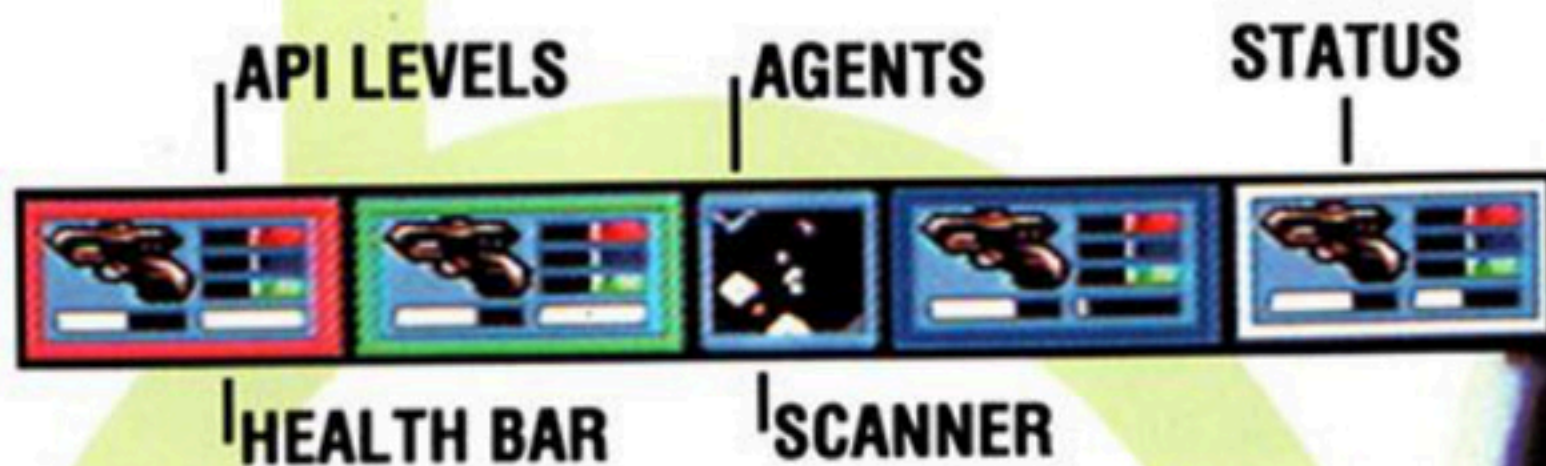 API LEVELS
AGENTS
STATUS
HEALTH BAR
SCANNER